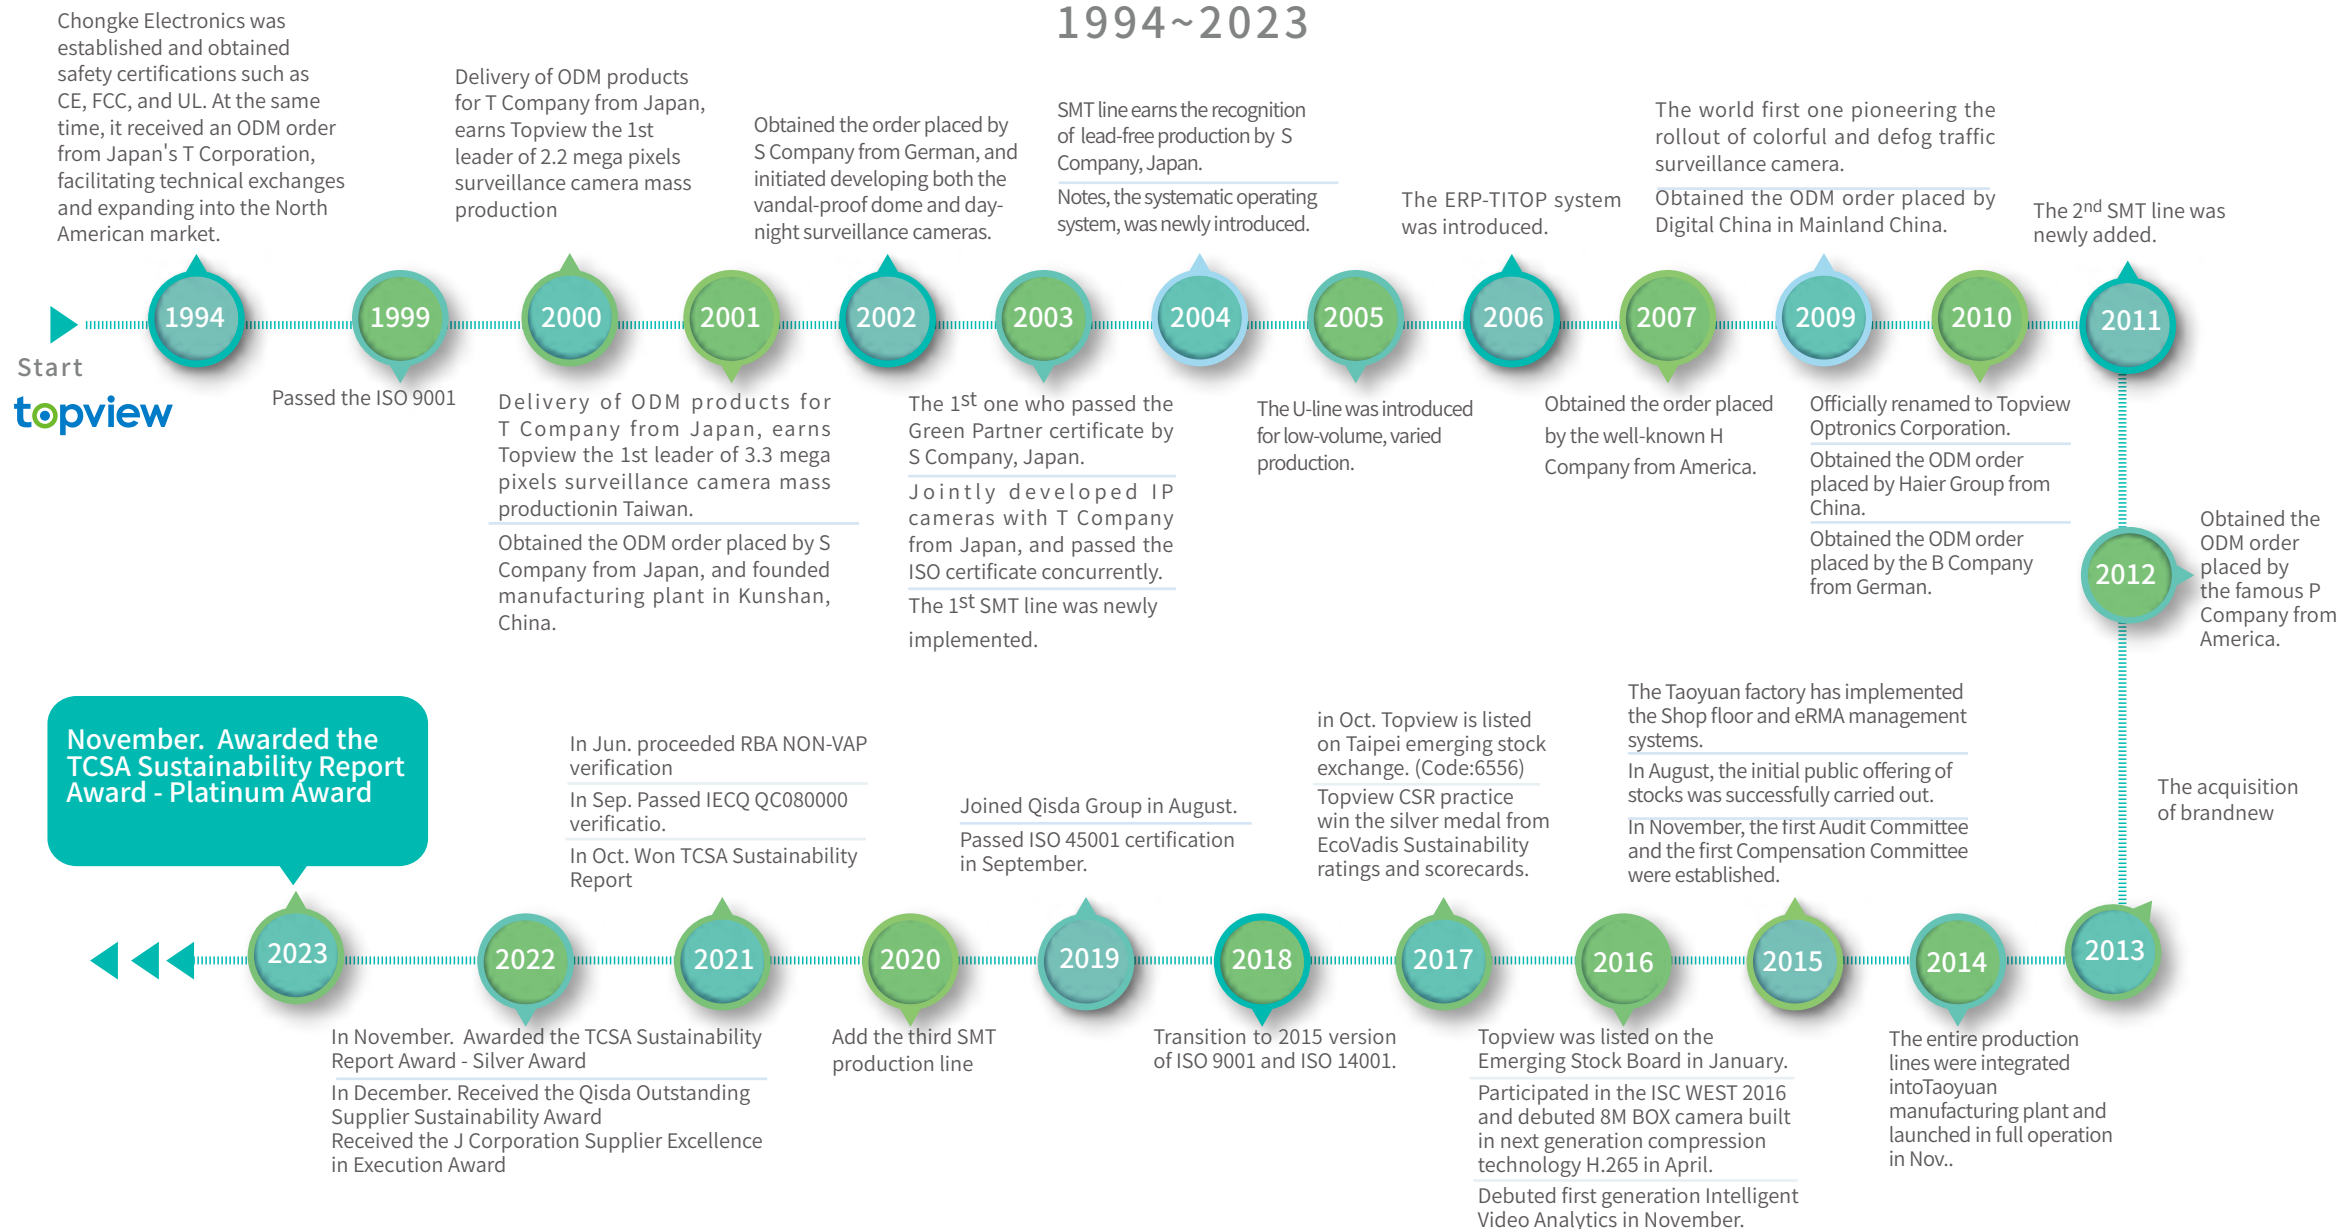 1994~2023
Chongke Electronics was
established and obtained
safety certifications such as
CE, FCC, and UL. At the same
time, it received an ODM order
from Japan's T Corporation,
facilitating technical exchanges
and expanding into the North
American market.
Delivery of ODM products
for T Company from Japan,
earns Topview the 1st
leader of 2.2 mega pixels
surveillance camera mass
production
Obtained the order placed by
S Company from German, and
initiated developing both the
vandal-proof dome and day-
night surveillance cameras.
SMT line earns the recognition
of lead-free production by S
Company, Japan.
Notes, the systematic operating
system, was newly introduced.
The ERP-TITOP system
was introduced.
The world first one pioneering the
rollout of colorful and defog traffic
surveillance camera.
Obtained the ODM order placed by
Digital China in Mainland China.
The 2nd SMT line was
newly added.
Start
topview
1994
1999
2000
2001
2002
2003
2004
2005
2006
2007
2009
2010
2011
Passed the ISO 9001
Delivery of ODM products for
T Company from Japan, earns
Topview the 1st leader of 3.3 mega
pixels surveillance camera mass
productionin Taiwan.
Obtained the ODM order placed by S
Company from Japan, and founded
manufacturing plant in Kunshan,
China.
The 1st one who passed the
Green Partner certificate by
S Company, Japan.
Jointly developed IP
cameras with T Company
from Japan, and passed the
ISO certificate concurrently.
The 1st SMT line was newly
implemented.
The U-line was introduced
for low-volume, varied
production.
Obtained the order placed
by the well-known H
Company from America.
Officially renamed to Topview
Optronics Corporation.
Obtained the ODM order
placed by Haier Group from
China.
Obtained the ODM order
placed by the B Company
from German.
2012
Obtained the
ODM order
placed by
the famous P
Company from
America.
The acquisition
of brandnew
2013
The Taoyuan factory has implemented
the Shop floor and eRMA management
systems.
In August, the initial public offering of
stocks was successfully carried out.
In November, the first Audit Committee
and the first Compensation Committee
were established.
in Oct. Topview is listed
on Taipei emerging stock
exchange. (Code:6556)
Topview CSR practice
win the silver medal from
EcoVadis Sustainability
ratings and scorecards.
Joined Qisda Group in August.
Passed ISO 45001 certification
in September.
In Jun. proceeded RBA NON-VAP
verification
In Sep. Passed IECQ QC080000
verificatio.
In Oct. Won TCSA Sustainability
Report
November. Awarded the
TCSA Sustainability Report
Award - Platinum Award
2014
2015
2016
2017
2018
2019
2020
2021
2022
2023
The entire production
lines were integrated
intoTaoyuan
manufacturing plant and
launched in full operation
in Nov..
Topview was listed on the
Emerging Stock Board in January.
Participated in the ISC WEST 2016
and debuted 8M BOX camera built
in next generation compression
technology H.265 in April.
Debuted first generation Intelligent
Video Analytics in November.
Transition to 2015 version
of ISO 9001 and ISO 14001.
Add the third SMT
production line
In November. Awarded the TCSA Sustainability
Report Award - Silver Award
In December. Received the Qisda Outstanding
Supplier Sustainability Award
Received the J Corporation Supplier Excellence
in Execution Award